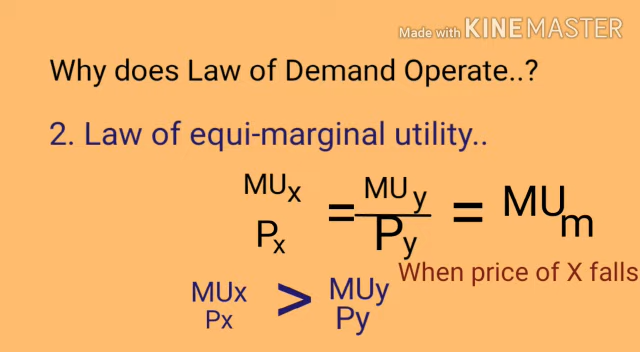 Made with KINEMASTER
Why does Law of Demand Operate..?
2. Law of equi-marginal utility..
MUx = MUy = MUm
Px Py
When price of X falls
MUx > MUy
Px Py